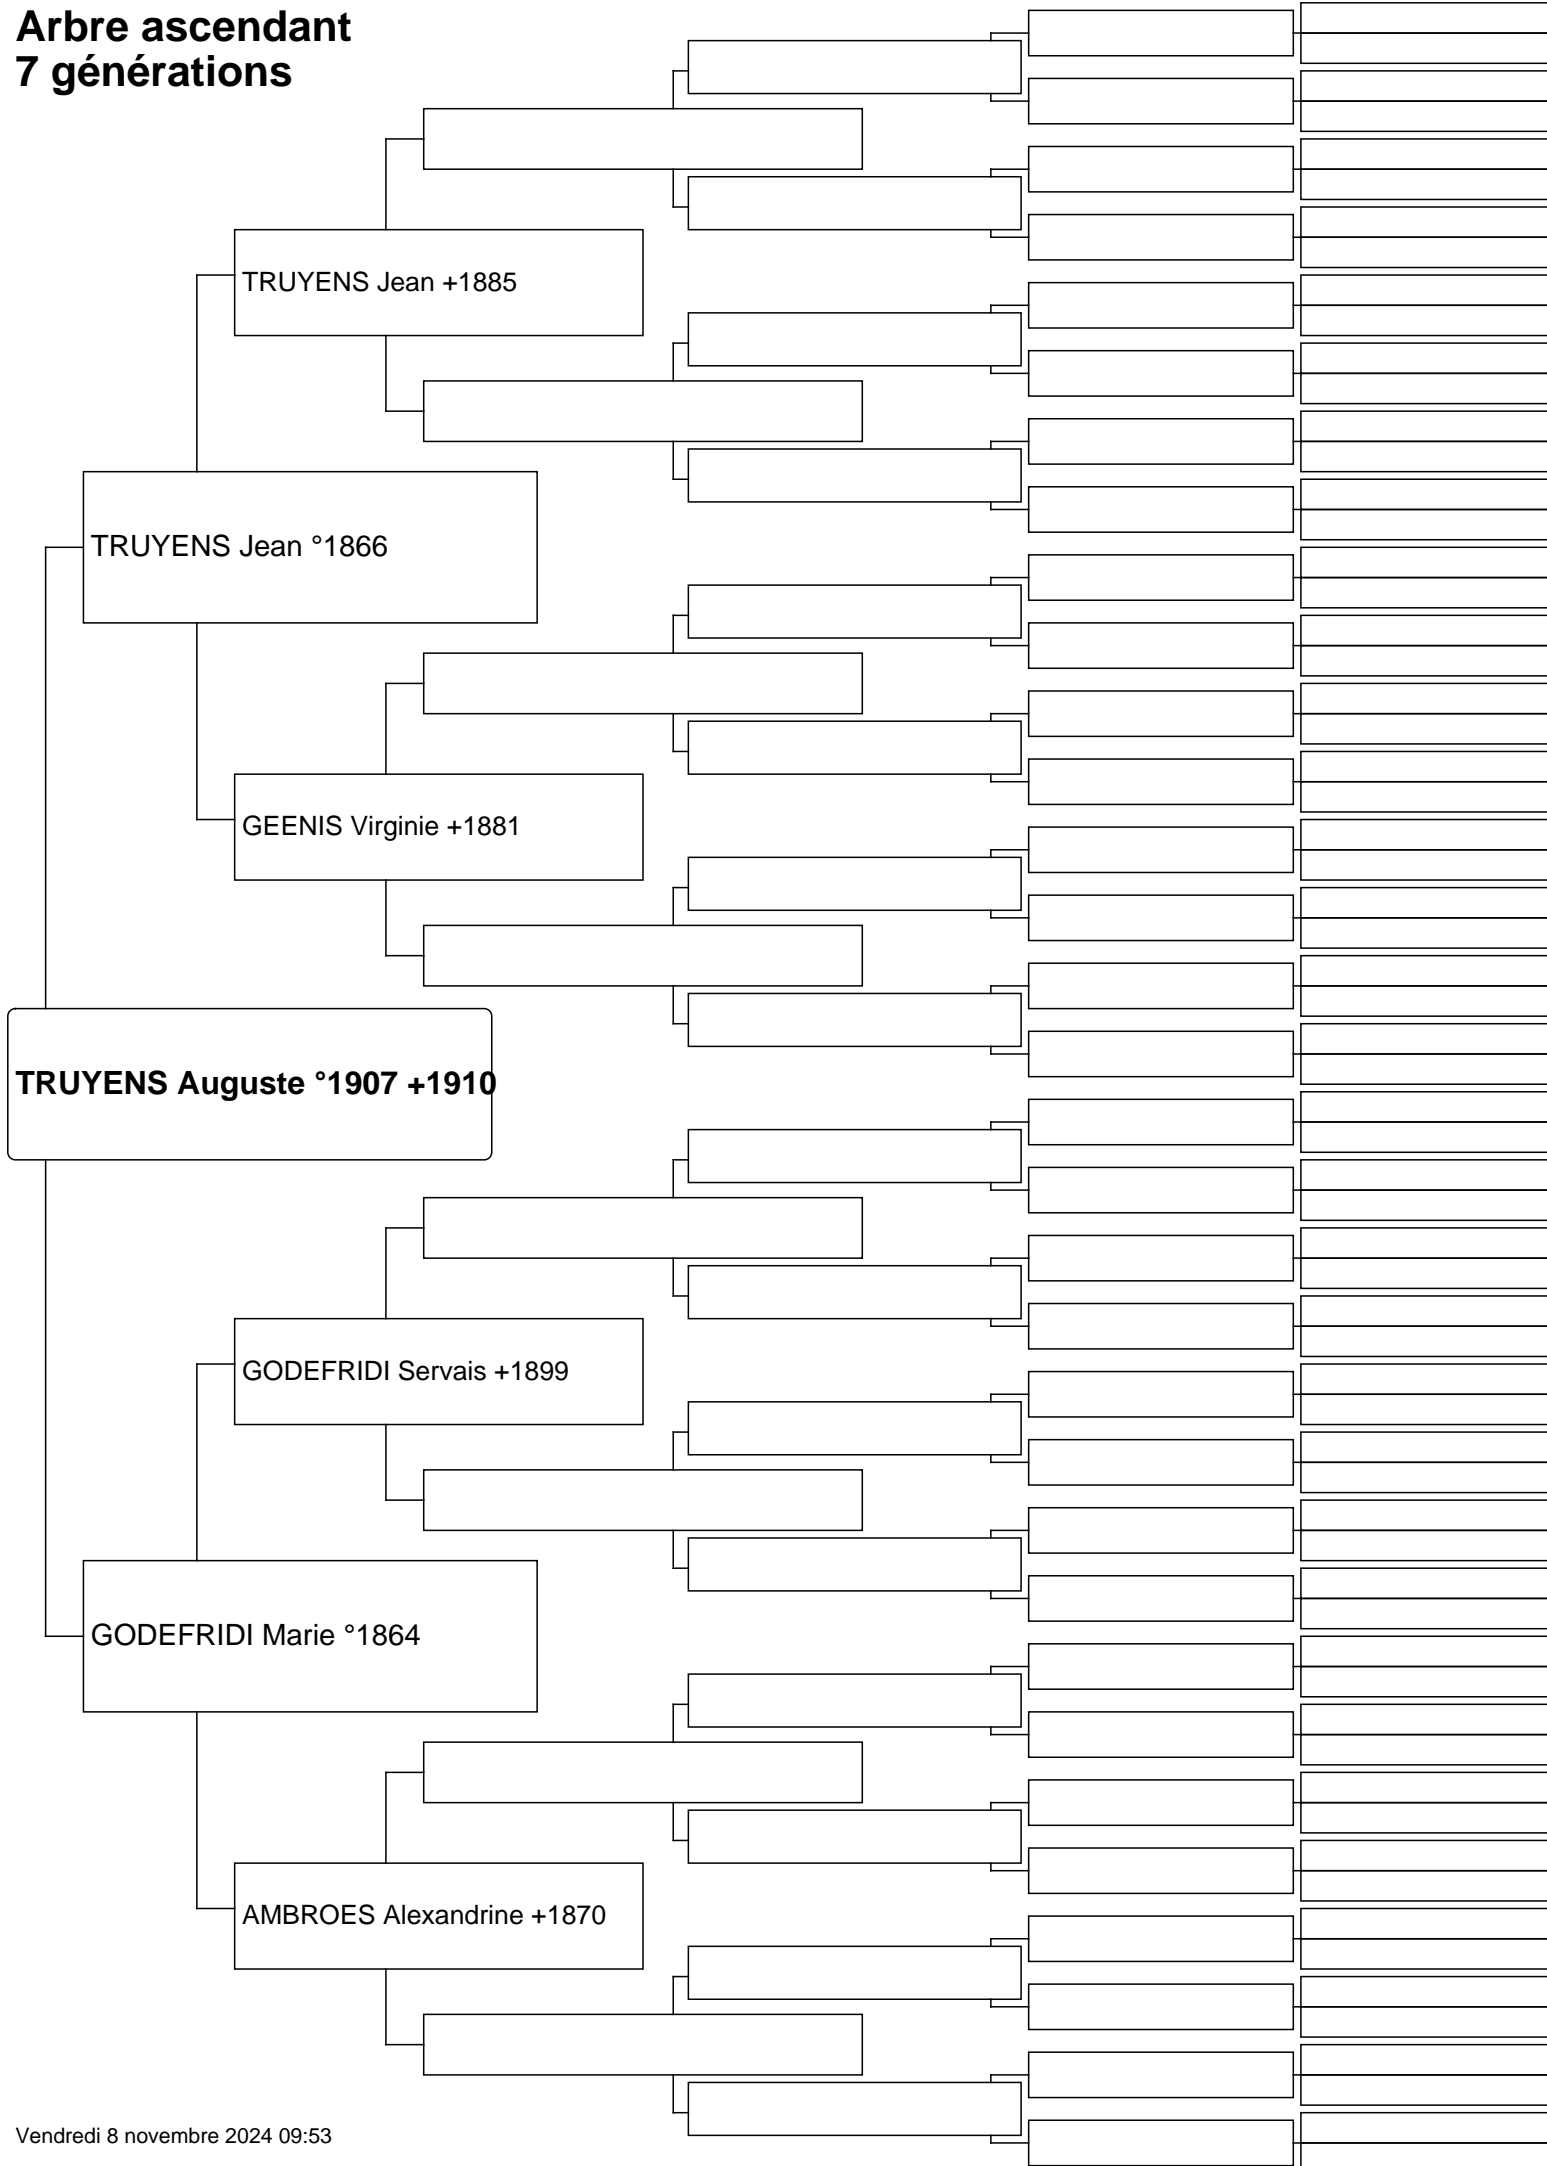 Arbre ascendant
7 générations
TRUYENS Jean +1885
TRUYENS Jean °1866
GEENIS Virginie +1881
TRUYENS Auguste °1907 +1910
GODEFRIDI Servais +1899
GODEFRIDI Marie °1864
AMBROES Alexandrine +1870
Vendredi 8 novembre 2024 09:53